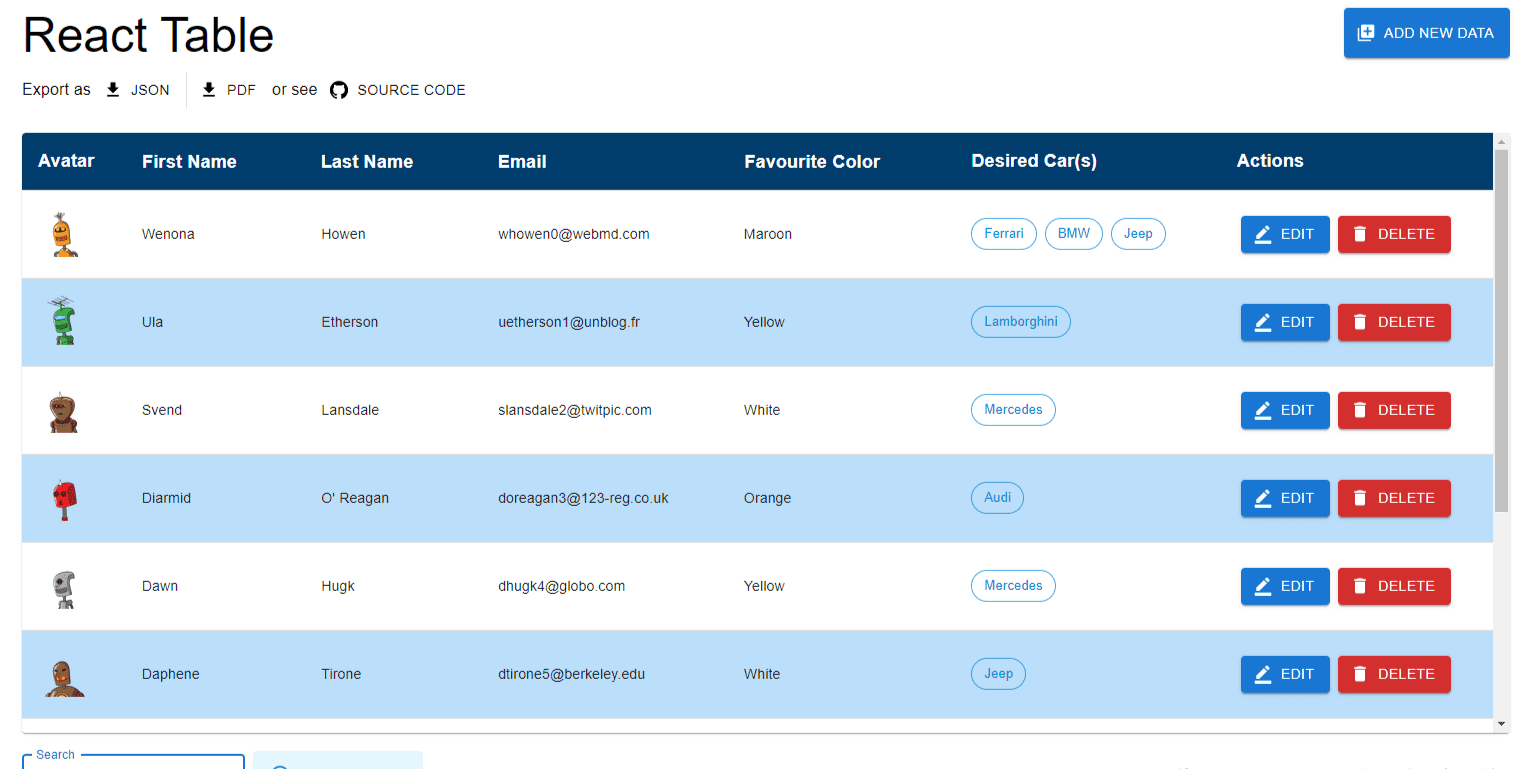 React Table
ADD NEW DATA
Export as JSON PDF or see SOURCE CODE
Avatar First Name Last Name Email Favourite Color Desired Car(s) Actions
Wenona Howen whowen0@webmd.com Maroon Ferrari BMW Jeep EDIT DELETE
Ula Etherson uetherson1@unblog.fr Yellow Lamborghini EDIT DELETE
Svend Lansdale slansdale2@twitpic.com White Mercedes EDIT DELETE
Diarmid O' Reagan doreagan3@123-reg.co.uk Orange Audi EDIT DELETE
Dawn Hugk dhugk4@globo.com Yellow Mercedes EDIT DELETE
Daphene Tirone dtirone5@berkeley.edu White Jeep EDIT DELETE
Search